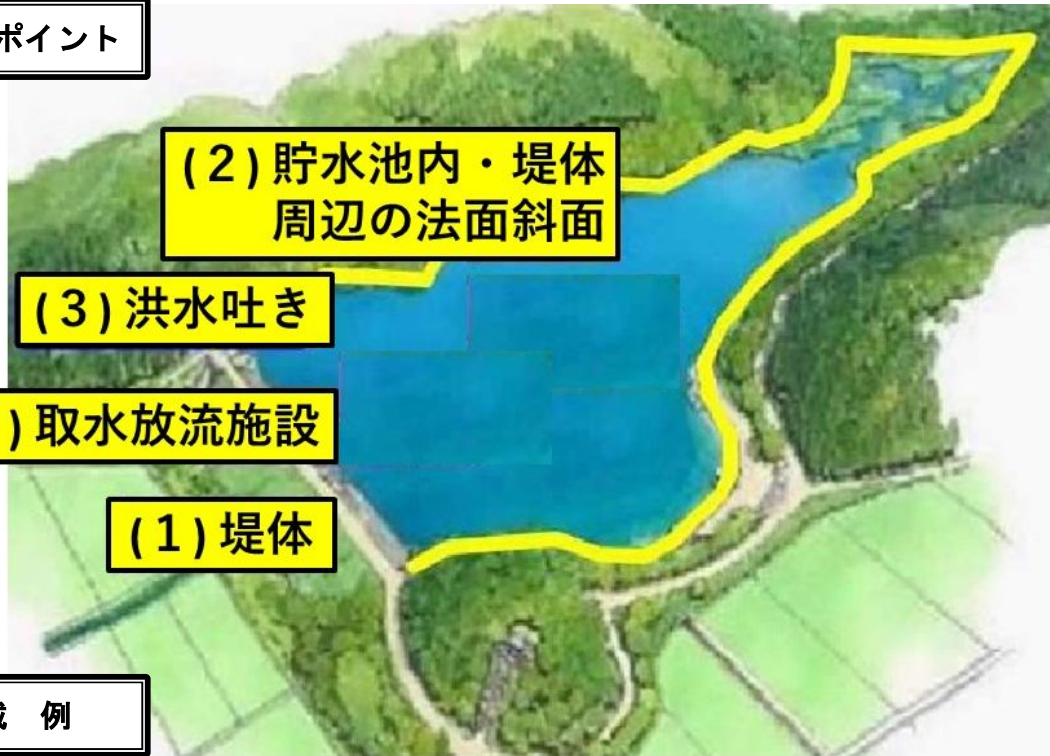 ポイント
(2)貯水池内・堤体
周辺の法面斜面
(3)洪水吐き
)取水放流施設
(1)堤体
例